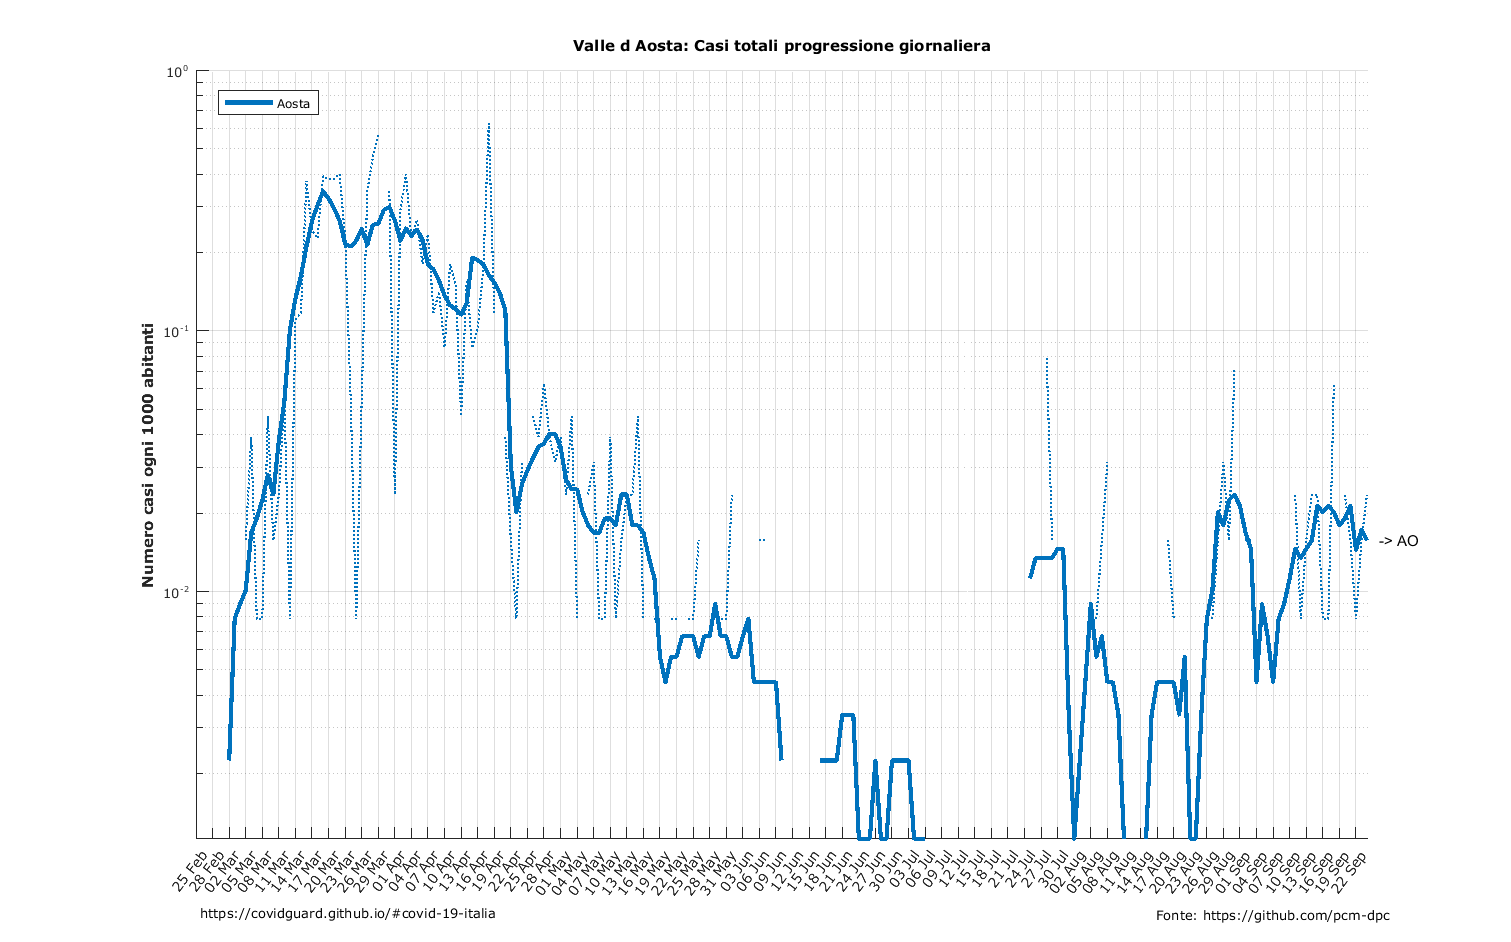 Valle d Aosta: Casi totali progressione giornaliera
10^0
Aosta
10^-1
10^-2
Numero casi ogni 1000 abitanti
-> AO
25 Feb
28 Feb
02 Mar
05 Mar
08 Mar
11 Mar
14 Mar
17 Mar
20 Mar
23 Mar
26 Mar
29 Mar
01 Apr
04 Apr
07 Apr
10 Apr
13 Apr
16 Apr
19 Apr
22 Apr
25 Apr
28 Apr
01 May
04 May
07 May
10 May
13 May
16 May
19 May
22 May
25 May
28 May
31 May
03 Jun
06 Jun
09 Jun
12 Jun
15 Jun
18 Jun
21 Jun
24 Jun
27 Jun
30 Jun
03 Jul
06 Jul
09 Jul
12 Jul
15 Jul
18 Jul
21 Jul
24 Jul
27 Jul
30 Jul
02 Aug
05 Aug
08 Aug
11 Aug
14 Aug
17 Aug
20 Aug
23 Aug
26 Aug
29 Aug
01 Sep
04 Sep
07 Sep
10 Sep
13 Sep
16 Sep
19 Sep
22 Sep
https://covidguard.github.io/#covid-19-italia
Fonte: https://github.com/pcm-dpc